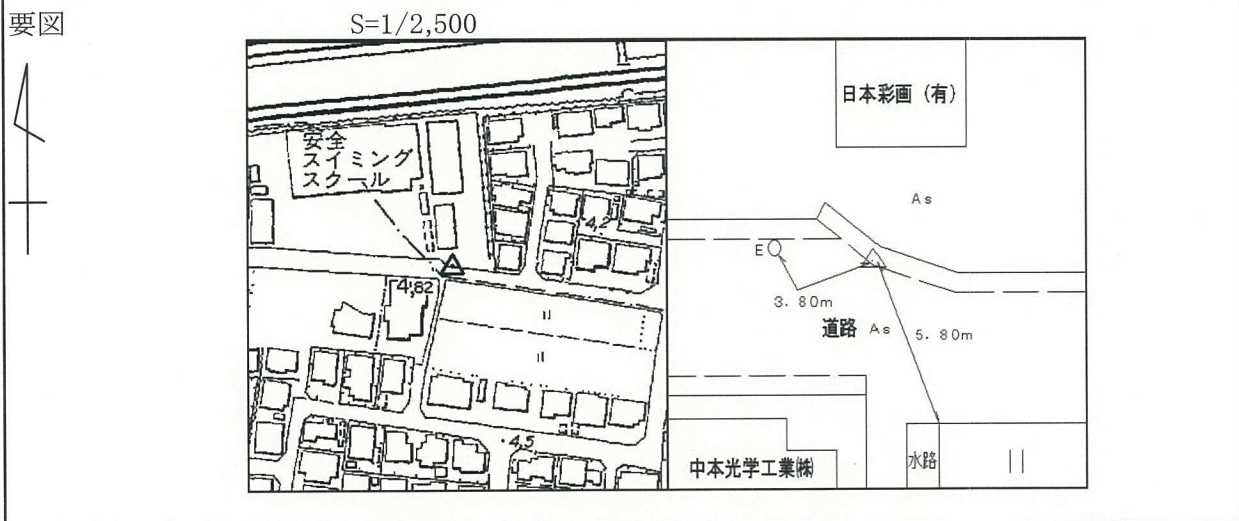 要図
S=1/2,500
安全
スイミング
スクール
4,2
4,82
4,5
日本彩画(有)
As
E
3.80m
道路 As
5.80m
中本光学工業㈱
水路